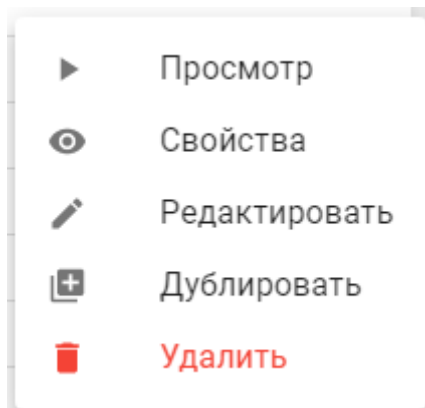 Просмотр
Свойства
Редактировать
Дублировать
Удалить